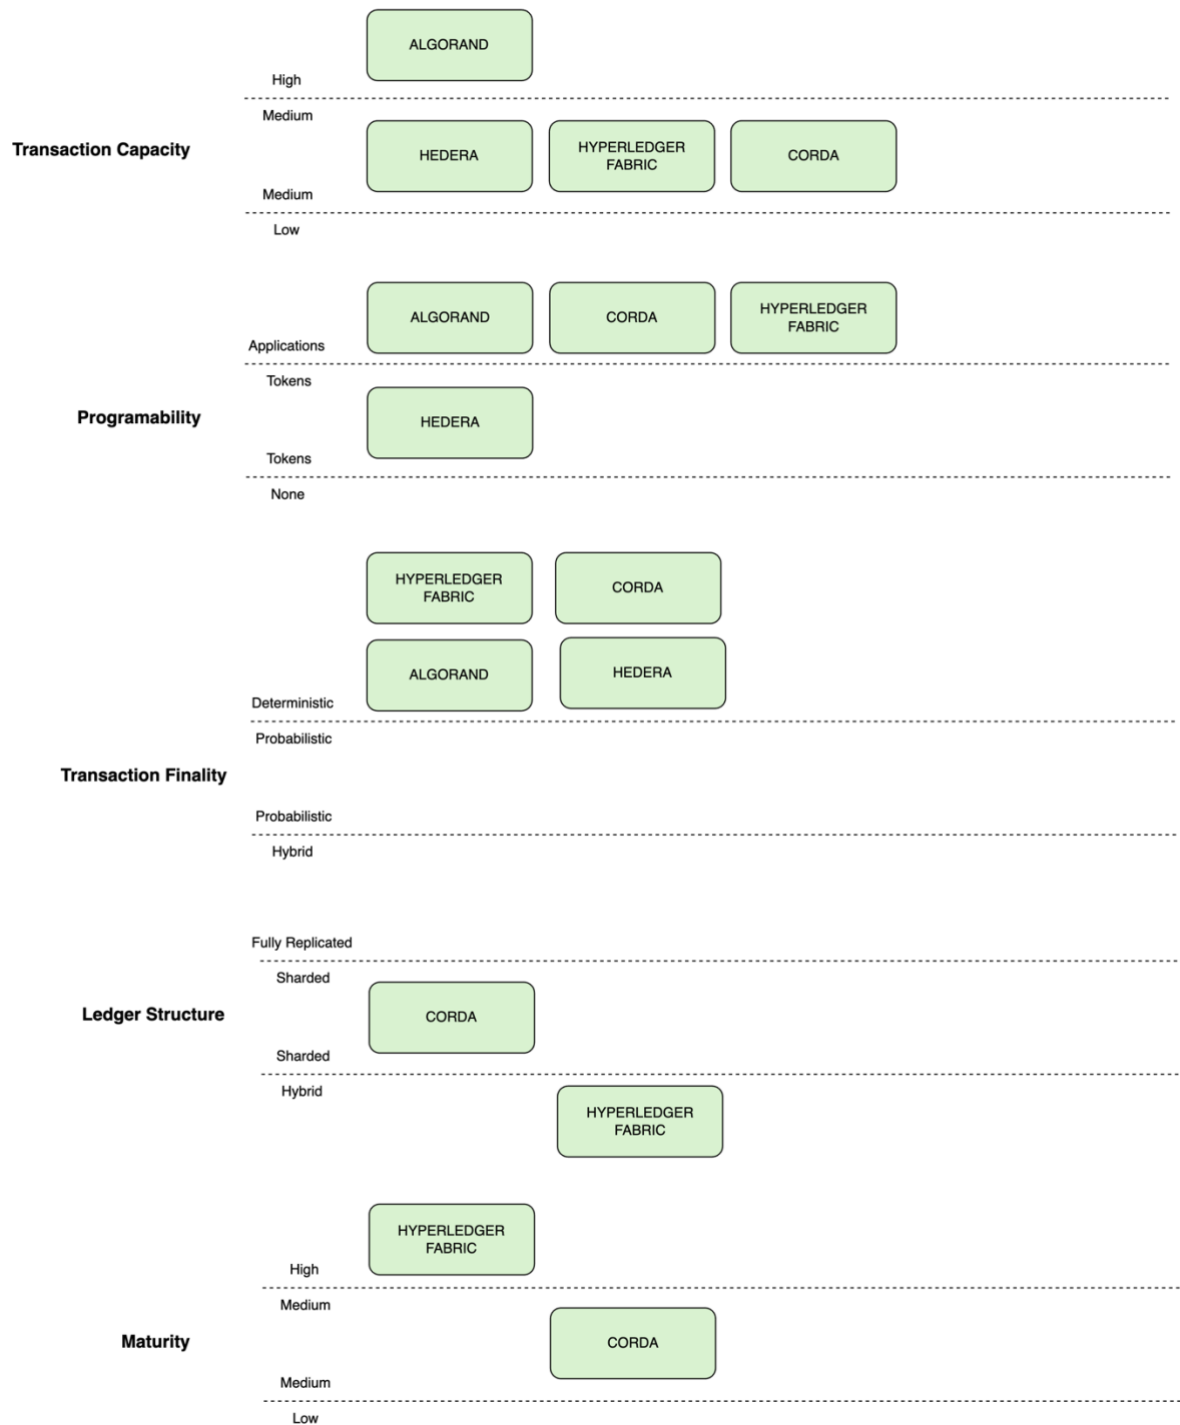 ALGORAND
High
Medium
Transaction Capacity
HEDERA
HYPERLEDGER
FABRIC
CORDA
Medium
Low
ALGORAND
CORDA
HYPERLEDGER
FABRIC
Applications
Tokens
Programability
HEDERA
Tokens
None
HYPERLEDGER
FABRIC
CORDA
ALGORAND
HEDERA
Deterministic
Probabilistic
Transaction Finality
Probabilistic
Hybrid
Fully Replicated
Sharded
Ledger Structure
CORDA
Sharded
Hybrid
HYPERLEDGER
FABRIC
HYPERLEDGER
FABRIC
High
Medium
Maturity
CORDA
Medium
Low